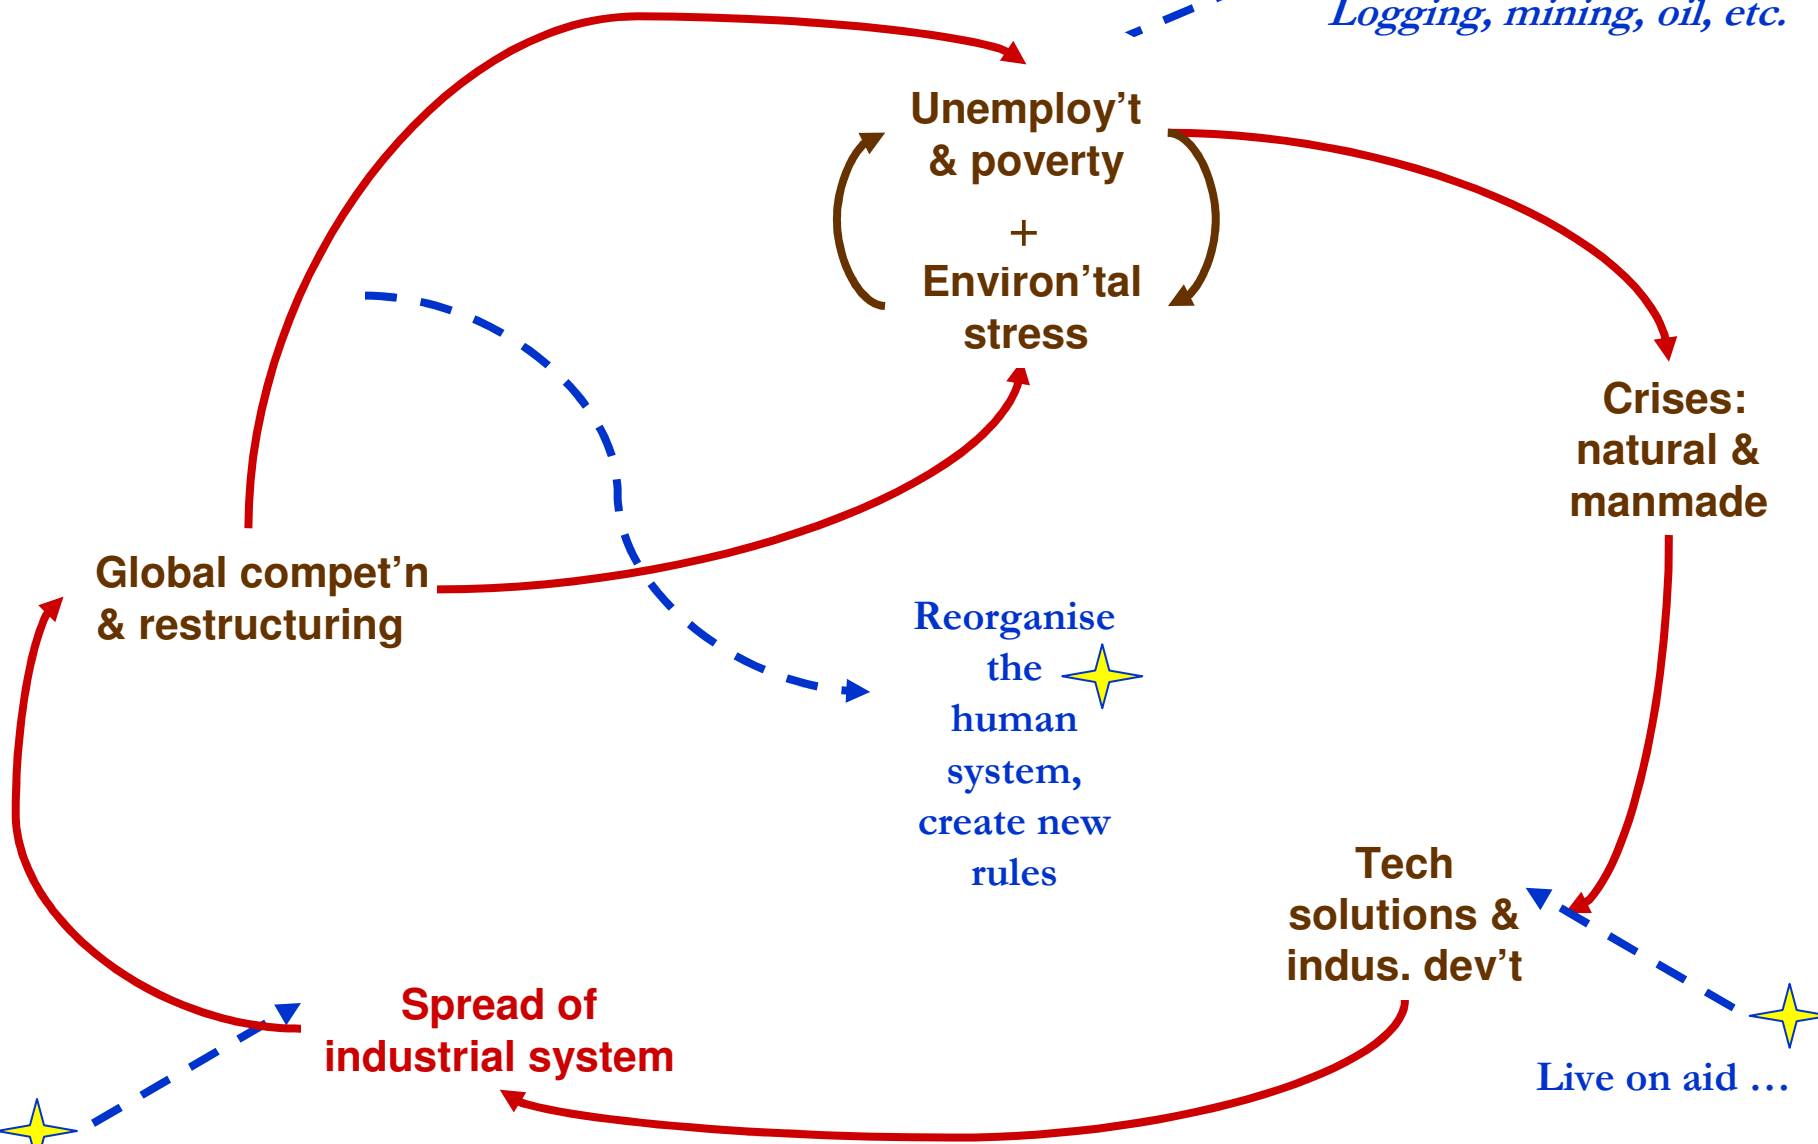 Logging, mining, oil, etc.
Unemploy’t
& poverty
+
Environ’tal
stress
Crises:
natural &
manmade
Global compet’n
& restructuring
Reorganise
the
human
system,
create new
rules
Tech
solutions &
indus. dev’t
Spread of
industrial system
Live on aid …